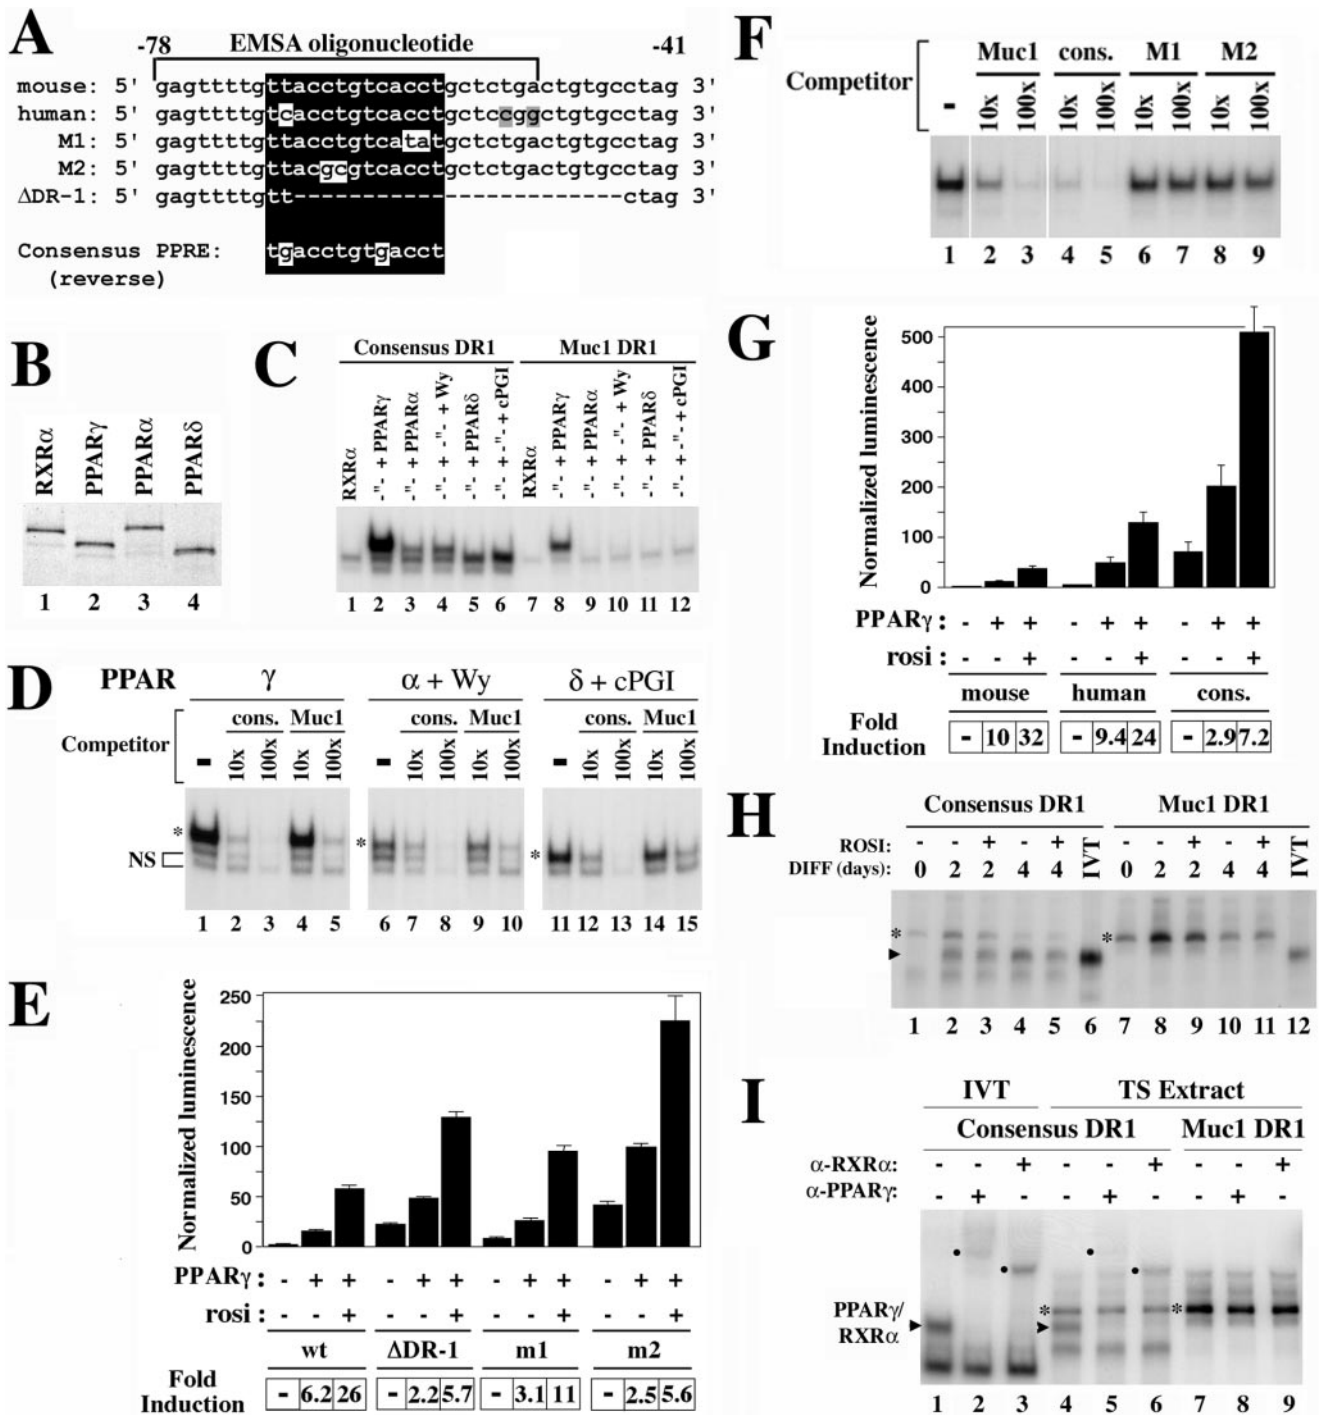 A
-78 EMSA oligonucleotide -41
mouse: 5' gagttttgttacctgtcacctgctctgactgtgcctag 3'
human: 5' gagttttgtcacctgtcacctgctccggctgtgcctag 3'
M1: 5' gagttttgttacctgtcatatgctctgactgtgcctag 3'
M2: 5' gagttttgttacgcgtcacctgctctgactgtgcctag 3'
ΔDR-1: 5' gagttttgtt------------------------ctag 3'
Consensus PPRE: tgacctgtgacct
(reverse)
B
RXRα PPARγ PPARα PPARδ
1 2 3 4
C
Consensus DR1 Muc1 DR1
RXRα -"- + PPARγ -"- + PPARα -"- + -"- + Wy -"- + PPARδ -"- + -"- + cPGI RXRα -"- + PPARγ -"- + PPARα -"- + -"- + Wy -"- + PPARδ -"- + -"- + cPGI
1 2 3 4 5 6 7 8 9 10 11 12
D
PPAR γ α + Wy δ + cPGI
cons. Muc1 cons. Muc1 cons. Muc1
Competitor - 10x 100x 10x 100x - 10x 100x 10x 100x - 10x 100x 10x 100x
* * *
NS
1 2 3 4 5 6 7 8 9 10 11 12 13 14 15
E
Normalized luminescence
250
200
150
100
50
0
PPARγ : - + + - + + - + + - + +
rosi : - - + - - + - - + - - +
wt ΔDR-1 m1 m2
Fold Induction - 6.2 26 - 2.2 5.7 - 3.1 11 - 2.5 5.6
F
Muc1 cons. M1 M2
Competitor - 10x 100x 10x 100x 10x 100x 10x 100x
1 2 3 4 5 6 7 8 9
G
Normalized luminescence
500
400
300
200
100
0
PPARγ : - + + - + + - + +
rosi : - - + - - + - - +
mouse human cons.
Fold Induction - 10 32 - 9.4 24 - 2.9 7.2
H
Consensus DR1 Muc1 DR1
ROSI: - - + - + IVT - - + - + IVT
DIFF (days): 0 2 2 4 4 0 2 2 4 4
* *
1 2 3 4 5 6 7 8 9 10 11 12
I
IVT TS Extract
Consensus DR1 Muc1 DR1
α-RXRα: - - + - - + - - +
α-PPARγ: - + - - + - - + -
PPARγ/ * *
RXRα
1 2 3 4 5 6 7 8 9